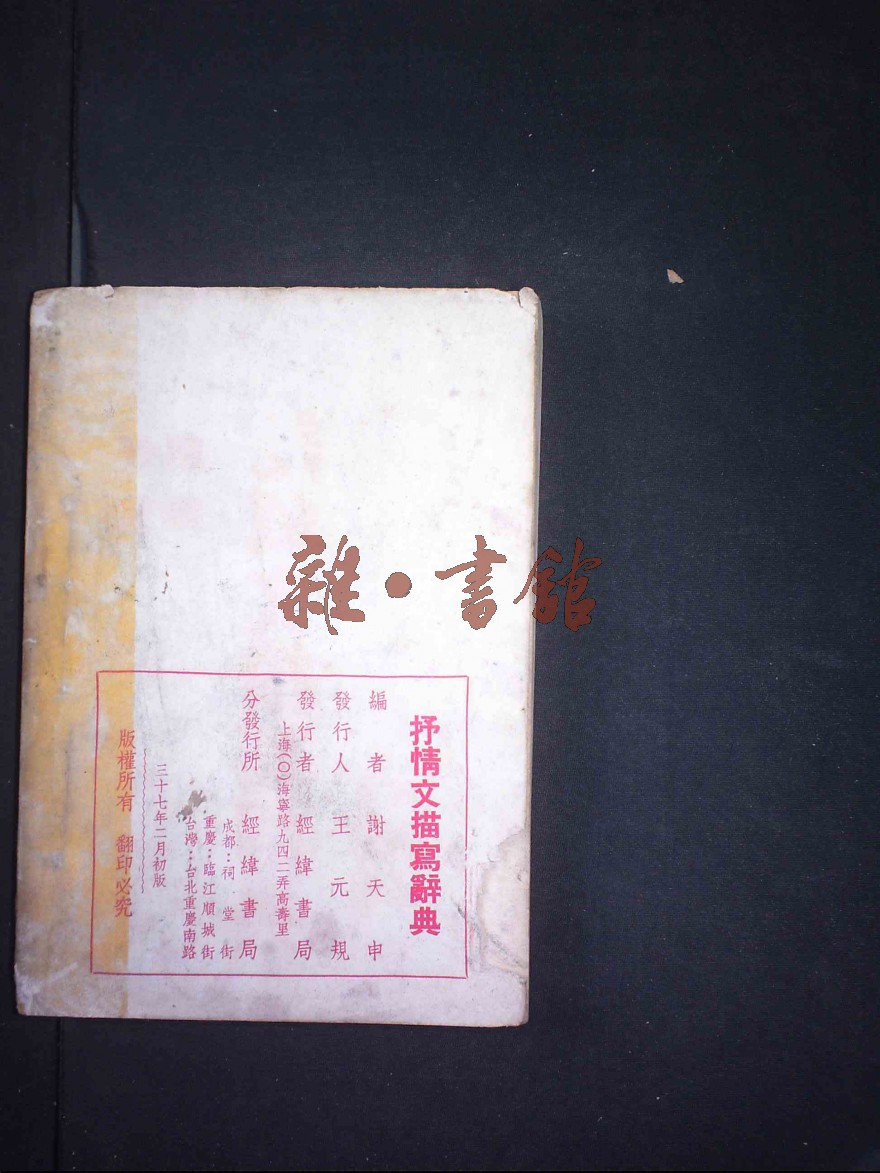 雜·書館
抒情文描寫辭典
編者 謝天申
發行人 王元規
發行者 經緯書局
上海(〇)海寧路九四二弄高壽里
分發行所 經緯書局
成都：祠堂街
重慶：臨江順城街
台灣：台北重慶南路
三十七年二月初版
版權所有 翻印必究